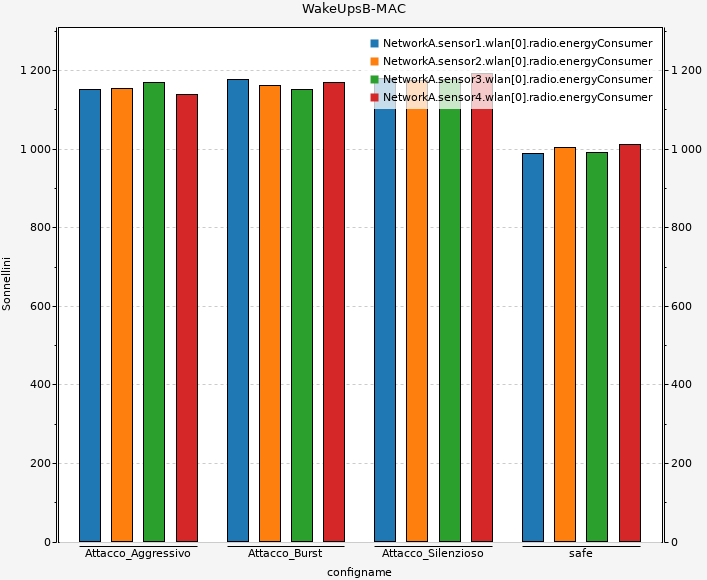 WakeUpsB-MAC
NetworkA.sensor1.wlan[0].radio.energyConsumer
NetworkA.sensor2.wlan[0].radio.energyConsumer
NetworkA.sensor3.wlan[0].radio.energyConsumer
NetworkA.sensor4.wlan[0].radio.energyConsumer
1 200 1 200
1 000 1 000
800 800
600 600
400 400
200 200
0 0
Sonnellini
Attacco_Aggressivo Attacco_Burst Attacco_Silenzioso safe
configname